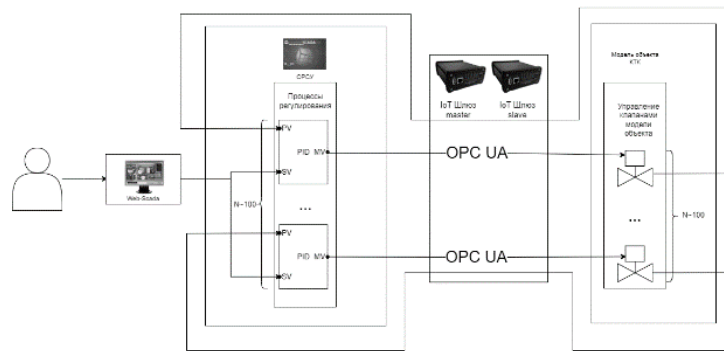 СРСУ
Процессы
регулирования
PV
PID MV
SV
N~100
...
PV
PID MV
SV
Web-Scada
IoT Шлюз
master
IoT Шлюз
slave
OPC UA
OPC UA
Модель объекта
КТК
Управление
клапанами
модели
объекта
...
N~100